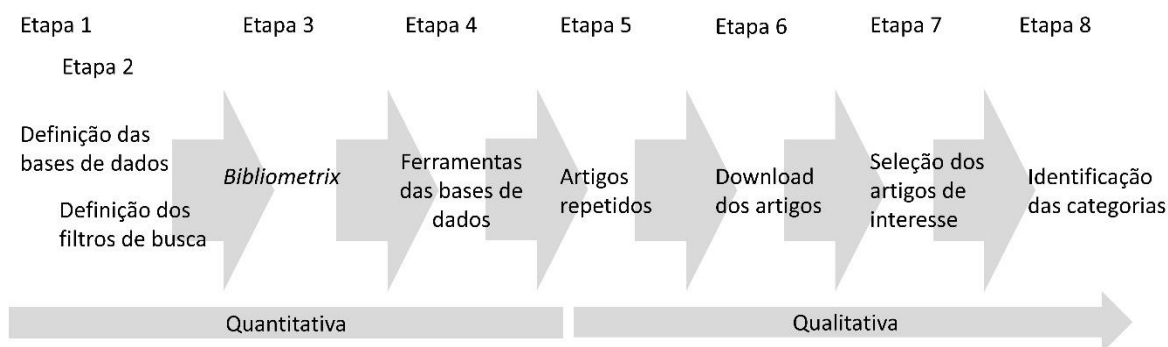 Etapa 1
Etapa 3
Etapa 4
Etapa 5
Etapa 6
Etapa 7
Etapa 8
Etapa 2
Definição das
bases de dados
Definição dos
filtros de busca
Bibliometrix
Ferramentas
das bases de
dados
Artigos
repetidos
Download
dos artigos
Seleção dos
artigos de
interesse
Identificação
das categorias
Quantitativa
Qualitativa